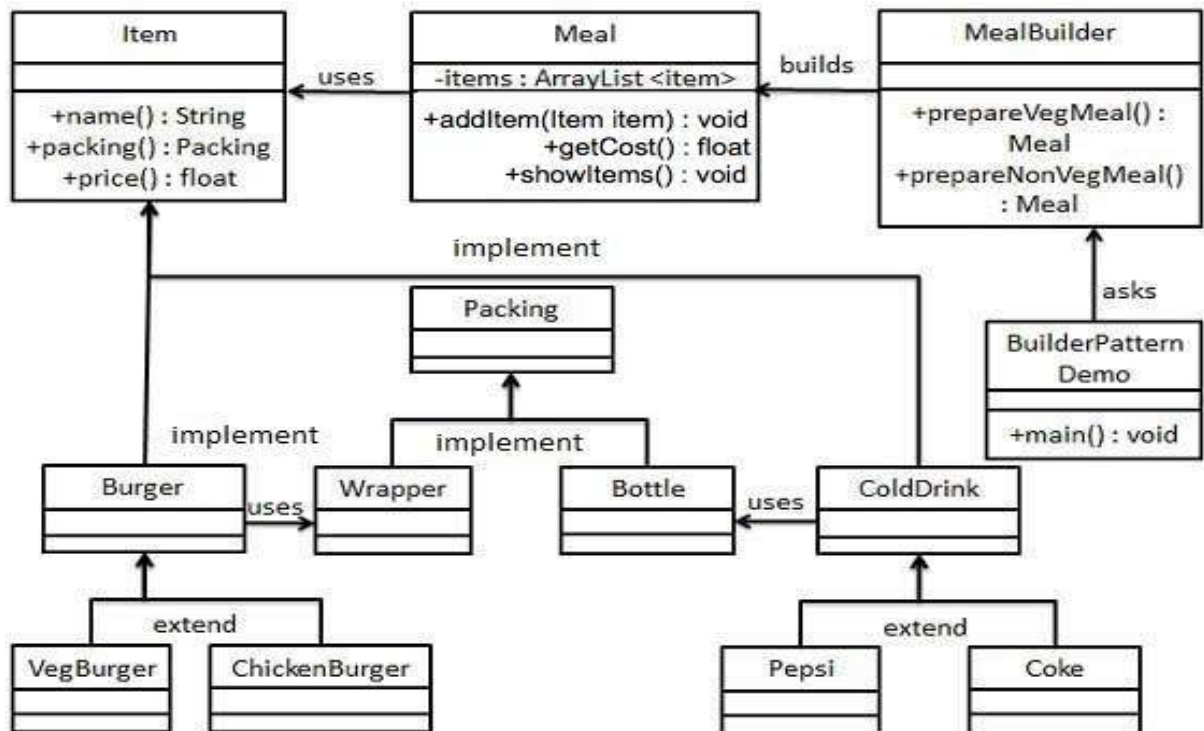 Item
+name() : String
+packing() : Packing
+price() : float
uses
Meal
-items : ArrayList <item>
+addItem(Item item) : void
+getCost() : float
+showItems() : void
builds
MealBuilder
+prepareVegMeal() :
Meal
+prepareNonVegMeal()
: Meal
implement
asks
Packing
BuilderPattern
Demo
+main() : void
implement
implement
Burger
uses
Wrapper
Bottle
uses
ColdDrink
extend
extend
VegBurger
ChickenBurger
Pepsi
Coke